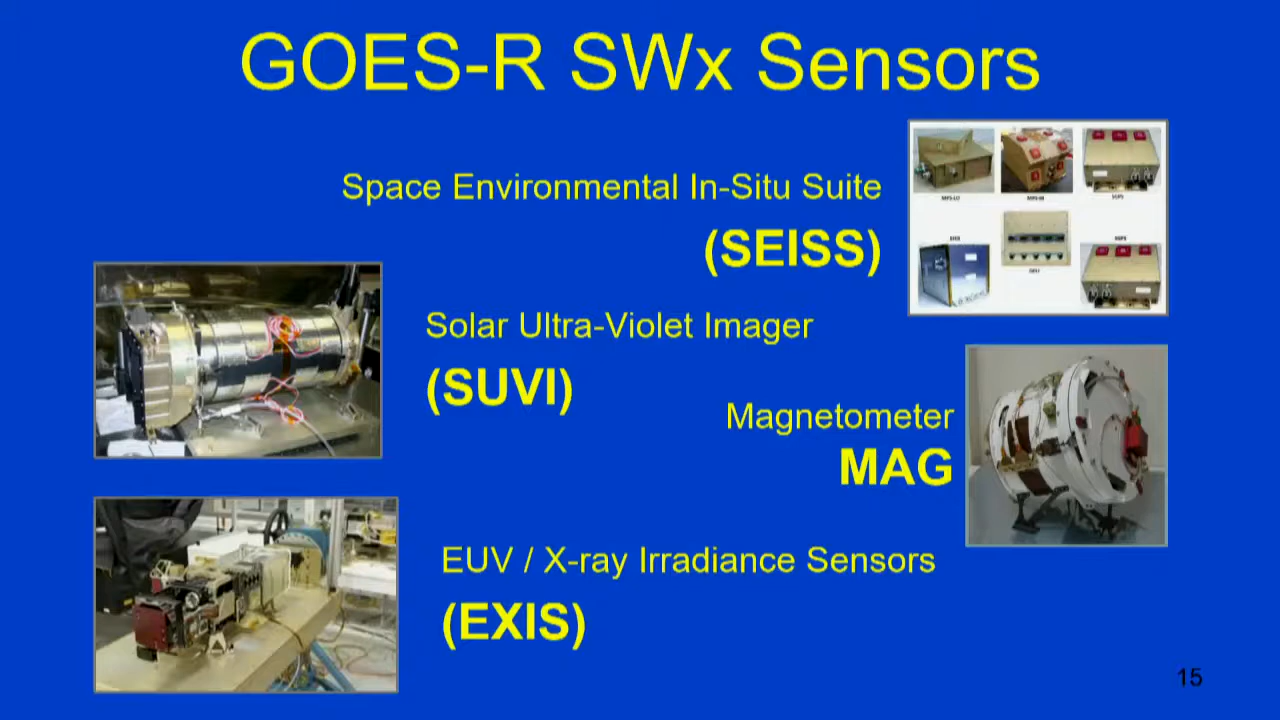 GOES-R SWx Sensors
Space Environmental In-Situ Suite
(SEISS)
Solar Ultra-Violet Imager
(SUVI)
Magnetometer
MAG
EUV / X-ray Irradiance Sensors
(EXIS)
15